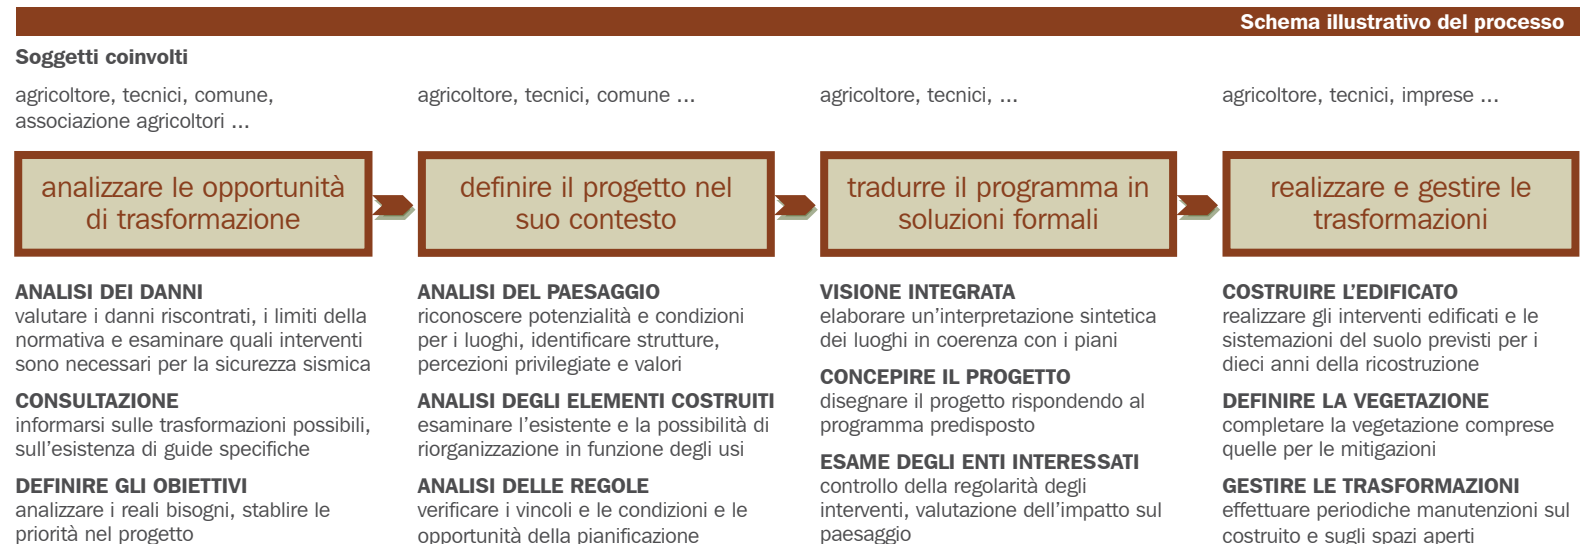 Schema illustrativo del processo
Soggetti coinvolti
agricoltore, tecnici, comune,
associazione agricoltori ...
agricoltore, tecnici, comune ...
agricoltore, tecnici, ...
agricoltore, tecnici, imprese ...
analizzare le opportunità
di trasformazione
definire il progetto nel
suo contesto
tradurre il programma in
soluzioni formali
realizzare e gestire le
trasformazioni
ANALISI DEI DANNI
valutare i danni riscontrati, i limiti della
normativa e esaminare quali interventi
sono necessari per la sicurezza sismica
CONSULTAZIONE
informarsi sulle trasformazioni possibili,
sull'esistenza di guide specifiche
DEFINIRE GLI OBIETTIVI
analizzare i reali bisogni, stablire le
priorità nel progetto
ANALISI DEL PAESAGGIO
riconoscere potenzialità e condizioni
per i luoghi, identificare strutture,
percezioni privilegiate e valori
ANALISI DEGLI ELEMENTI COSTRUITI
esaminare l'esistente e la possibilità di
riorganizzazione in funzione degli usi
ANALISI DELLE REGOLE
verificare i vincoli e le condizioni e le
opportunità della pianificazione
VISIONE INTEGRATA
elaborare un'interpretazione sintetica
dei luoghi in coerenza con i piani
CONCEPIRE IL PROGETTO
disegnare il progetto rispondendo al
programma predisposto
ESAME DEGLI ENTI INTERESSATI
controllo della regolarità degli
interventi, valutazione dell'impatto sul
paesaggio
COSTRUIRE L'EDIFICATO
realizzare gli interventi edificati e le
sistemazioni del suolo previsti per i
dieci anni della ricostruzione
DEFINIRE LA VEGETAZIONE
completare la vegetazione comprese
quelle per le mitigazioni
GESTIRE LE TRASFORMAZIONI
effettuare periodiche manutenzioni sul
costruito e sugli spazi aperti